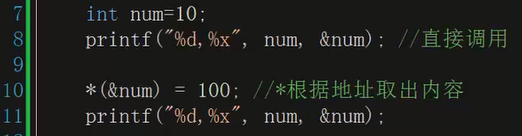 7 int num=10;
8 printf("%d,%x", num, &num); //直接调用
9
10 *(&num) = 100; //*根据地址取出内容
11 printf("%d,%x", num, &num);